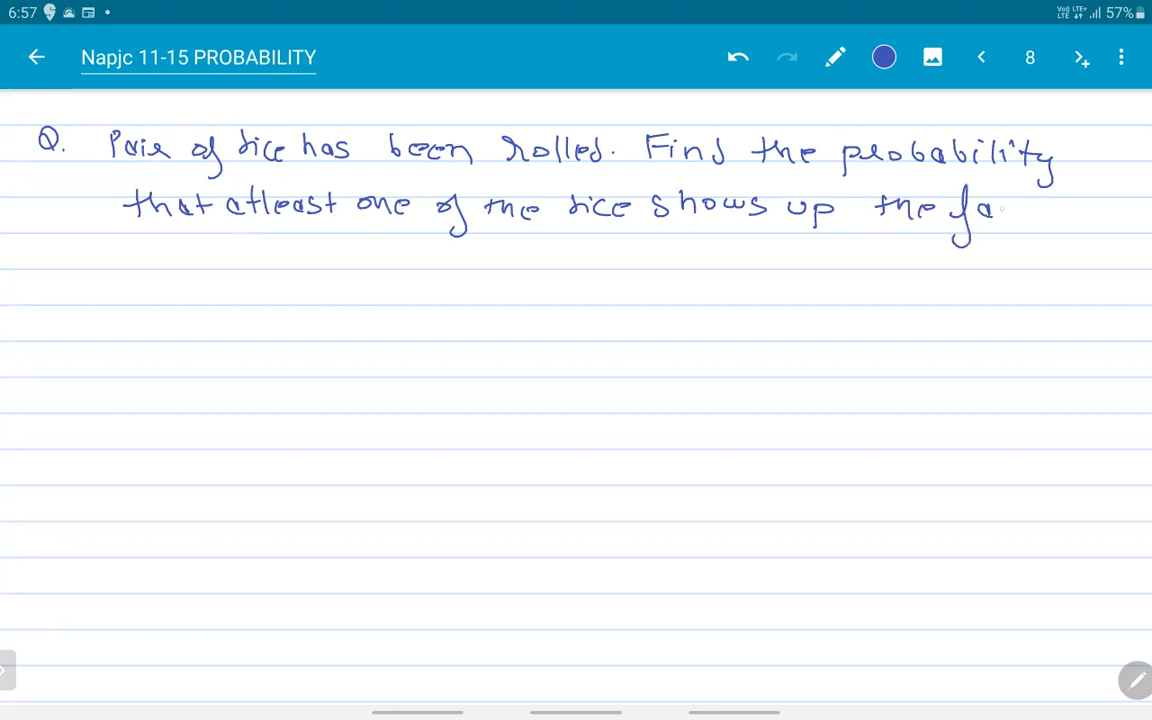 6:57 57%
Napjc 11-15 PROBABILITY 8
Q. Pair of dice has been rolled. Find the probability
that atleast one of the dice shows up the fa